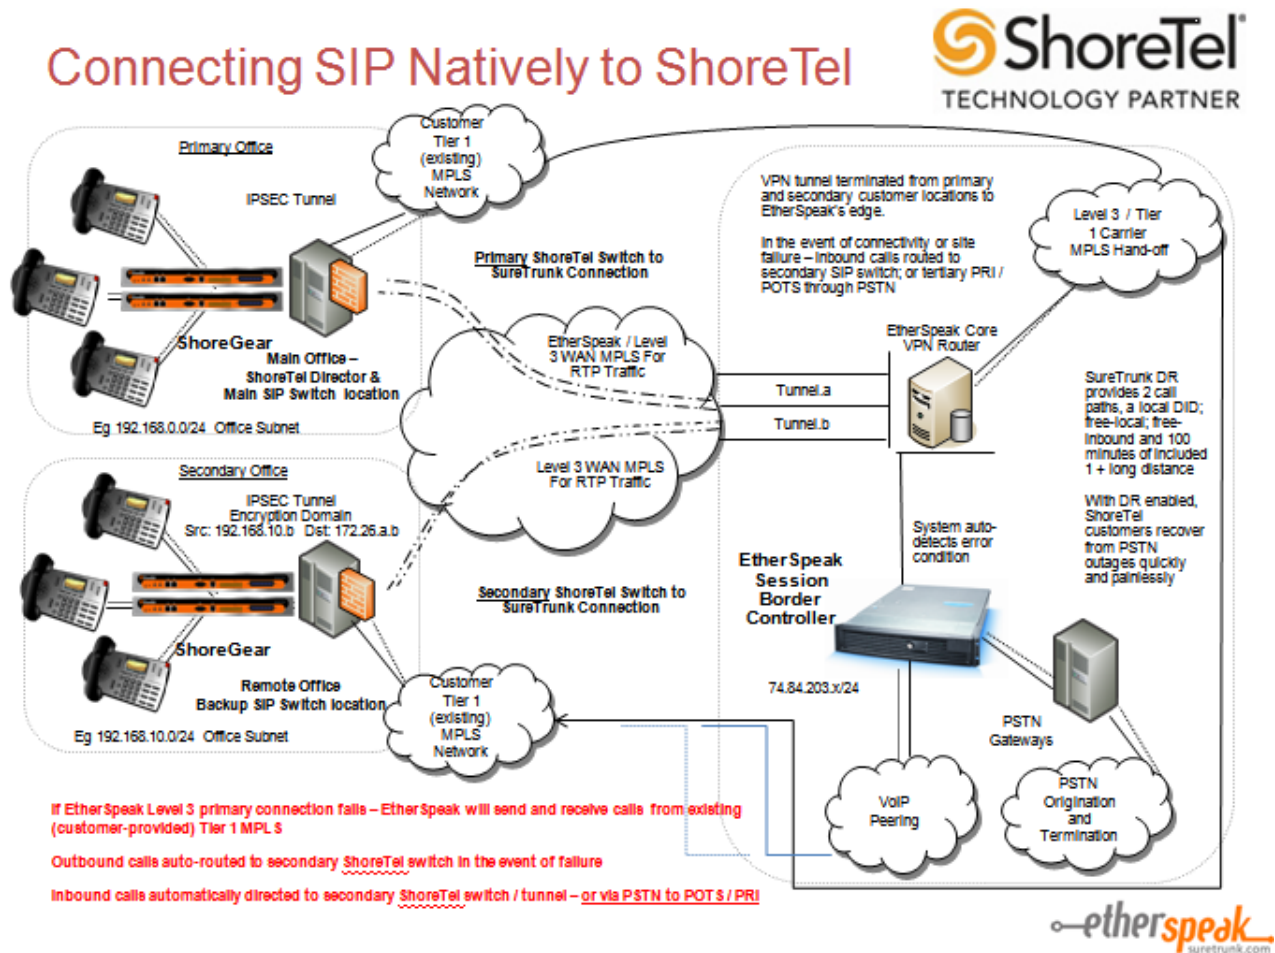 Connecting SIP Natively to ShoreTel
ShoreTel
TECHNOLOGY PARTNER
Primary Office
IPSEC Tunnel
ShoreGear
Main Office –
ShoreTel Director &
Main SIP Switch location
Eg 192.168.0.0/24 Office Subnet
Customer
Tier 1
(existing)
MPLS
Network
Primary ShoreTel Switch to
SureTrunk Connection
EtherSpeak / Level
3 WAN MPLS For
RTP Traffic
Level 3 WAN MPLS
For RTP Traffic
Secondary ShoreTel Switch to
SureTrunk Connection
Secondary Office
IPSEC Tunnel
Encryption Domain
Src: 192.168.10.b Dst: 172.26.a.b
ShoreGear
Remote Office
Backup SIP Switch location
Eg 192.168.10.0/24 Office Subnet
Customer
Tier 1
(existing)
MPLS
Network
VPN tunnel terminated from primary
and secondary customer locations to
EtherSpeak's edge.
In the event of connectivity or site
failure – inbound calls routed to
secondary SIP switch; or tertiary PRI /
POTS through PSTN
Level 3 / Tier
1 Carrier
MPLS Hand-off
EtherSpeak Core
VPN Router
Tunnel.a
Tunnel.b
SureTrunk DR
provides 2 call
paths, a local DID;
free-local; free-
inbound and 100
minutes of included
1 + long distance
With DR enabled,
ShoreTel
customers recover
from PSTN
outages quickly
and painlessly
System auto-
detects error
condition
EtherSpeak
Session
Border
Controller
74.84.203.x/24
PSTN
Gateways
VoIP
Peering
PSTN
Origination
and
Termination
If EtherSpeak Level 3 primary connection fails – EtherSpeak will send and receive calls from existing
(customer-provided) Tier 1 MPLS
Outbound calls auto-routed to secondary ShoreTel switch in the event of failure
Inbound calls automatically directed to secondary ShoreTel switch / tunnel – or via PSTN to POTS / PRI
etherspeak
suretrunk.com